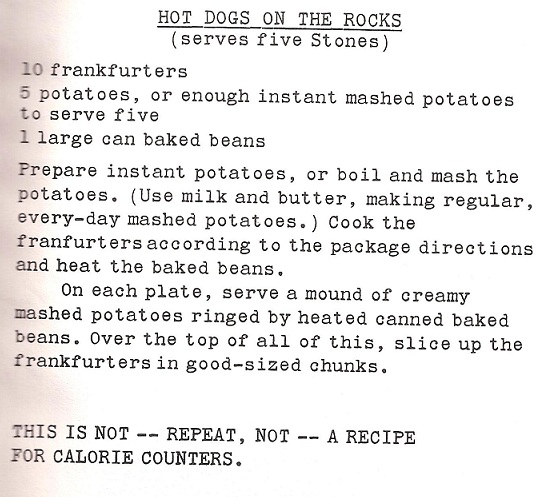 HOT DOGS ON THE ROCKS
(serves five Stones)
10 frankfurters
5 potatoes, or enough instant mashed potatoes
to serve five
1 large can baked beans
Prepare instant potatoes, or boil and mash the
potatoes. (Use milk and butter, making regular,
every-day mashed potatoes.) Cook the
franfurters according to the package directions
and heat the baked beans.
On each plate, serve a mound of creamy
mashed potatoes ringed by heated canned baked
beans. Over the top of all of this, slice up the
frankfurters in good-sized chunks.
THIS IS NOT -- REPEAT, NOT -- A RECIPE
FOR CALORIE COUNTERS.